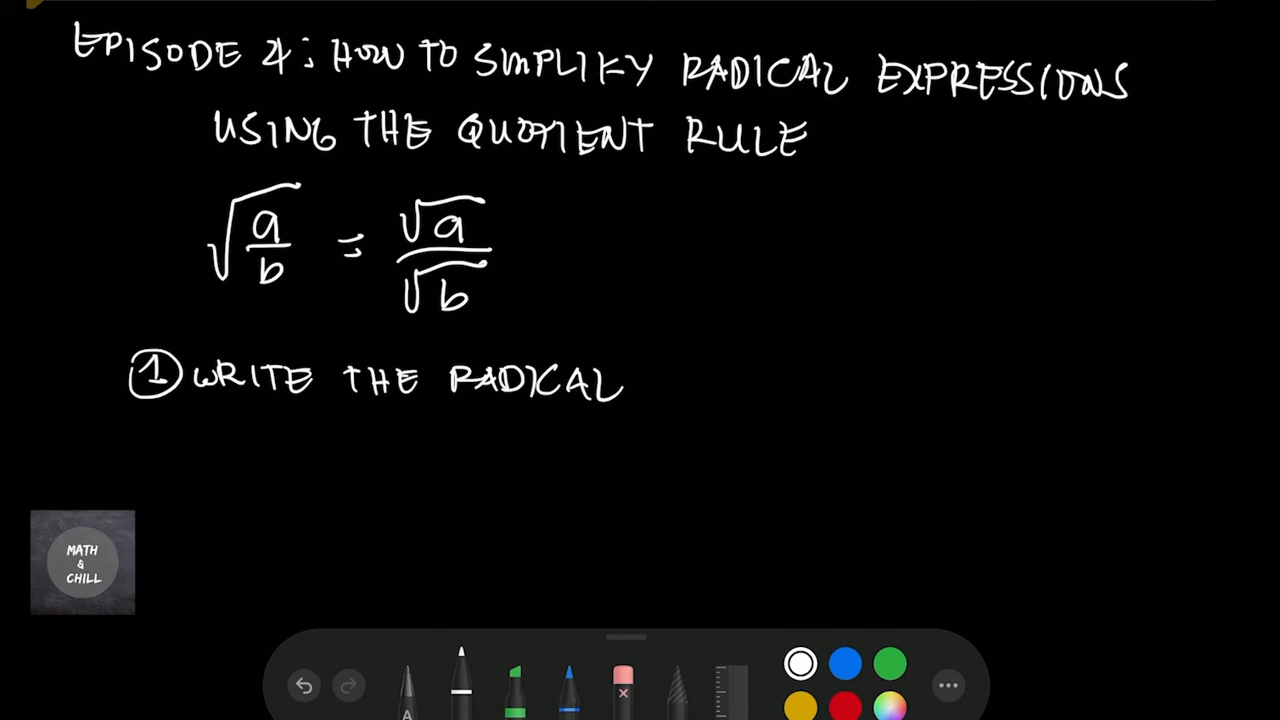 EPISODE 4: HOW TO SIMPLIFY RADICAL EXPRESSIONS
USING THE QUOTIENT RULE
√(a/b) = √a/√b
① WRITE THE RADICAL
MATH
&
CHILL
A